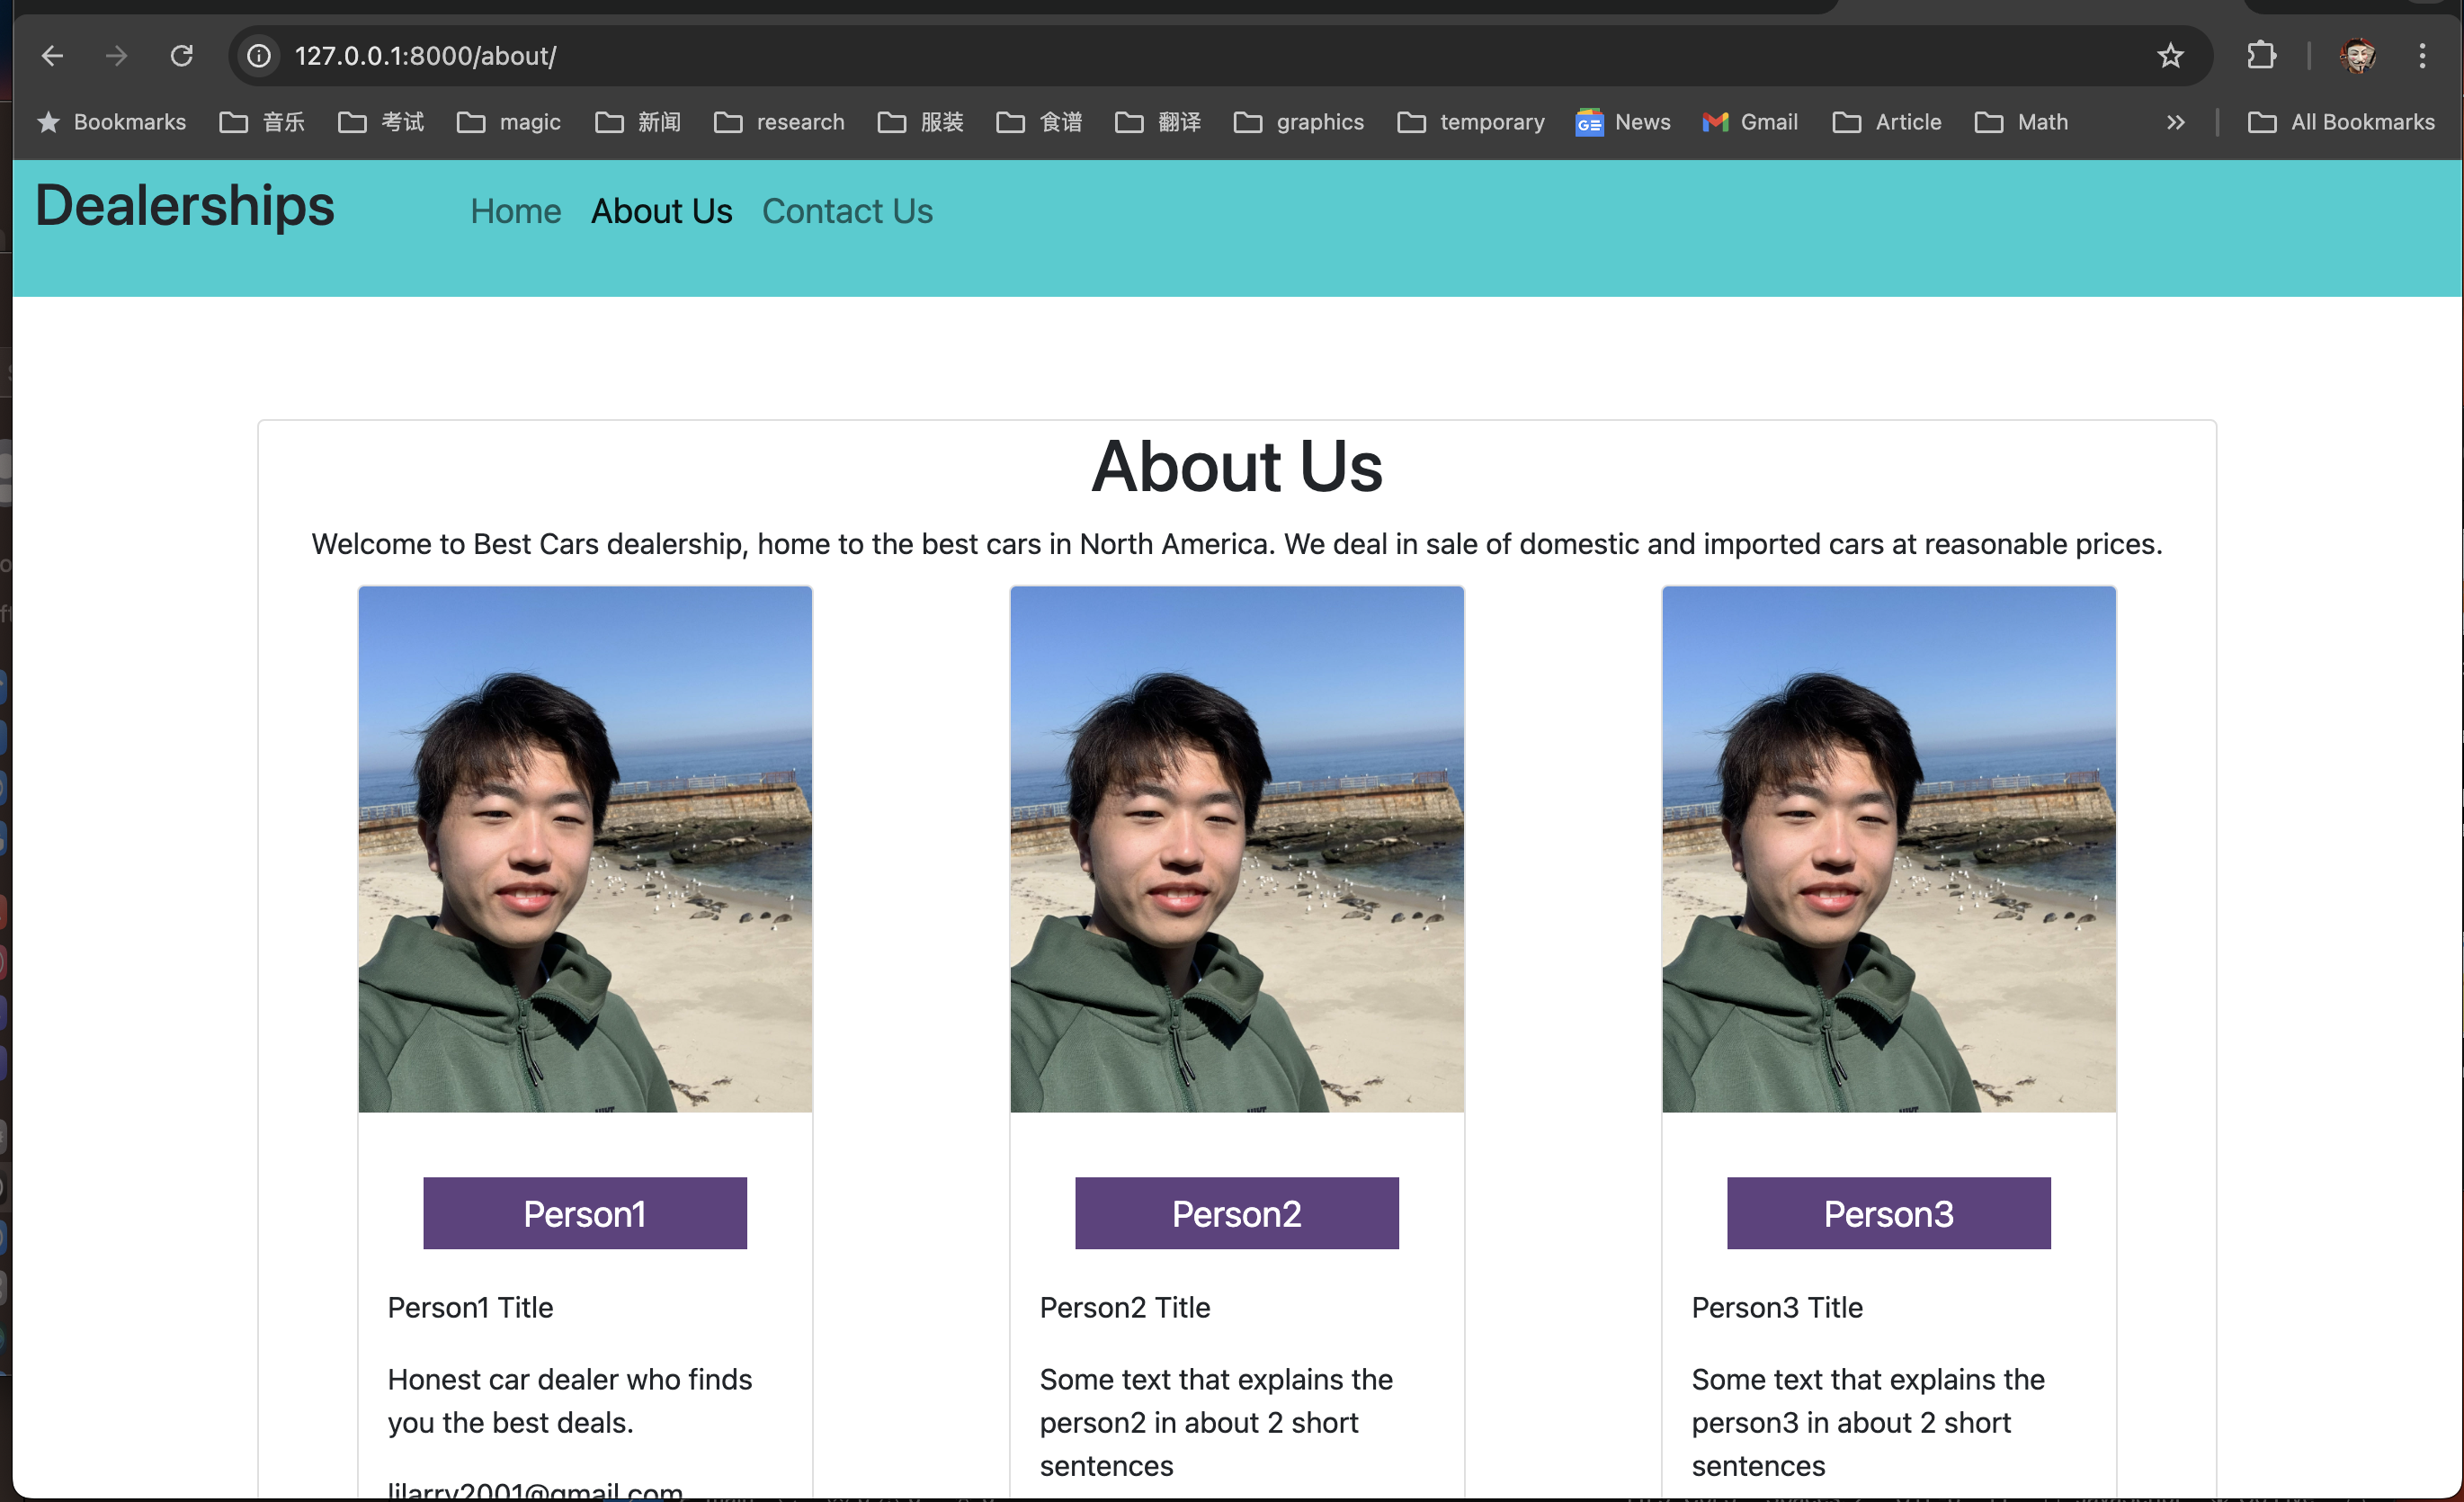 127.0.0.1:8000/about/
Bookmarks 音乐 考试 magic 新闻 research 服装 食谱 翻译 graphics temporary News Gmail Article Math All Bookmarks
Dealerships Home About Us Contact Us
About Us
Welcome to Best Cars dealership, home to the best cars in North America. We deal in sale of domestic and imported cars at reasonable prices.
Person1 Person2 Person3
Person1 Title
Honest car dealer who finds
you the best deals.
lilarry2001@gmail.com
Person2 Title
Some text that explains the
person2 in about 2 short
sentences
Person3 Title
Some text that explains the
person3 in about 2 short
sentences